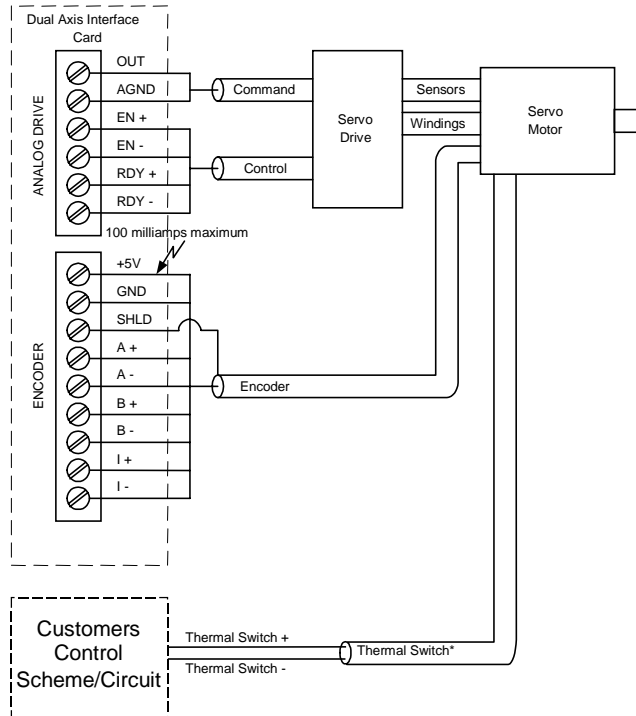 Dual Axis Interface
Card
ANALOG DRIVE
OUT
AGND
EN +
EN -
RDY +
RDY -
Command
Control
Servo
Drive
Sensors
Windings
Servo
Motor
100 milliamps maximum
ENCODER
+5V
GND
SHLD
A +
A -
B +
B -
I +
I -
Encoder
Customers
Control
Scheme/Circuit
Thermal Switch +
Thermal Switch -
Thermal Switch*